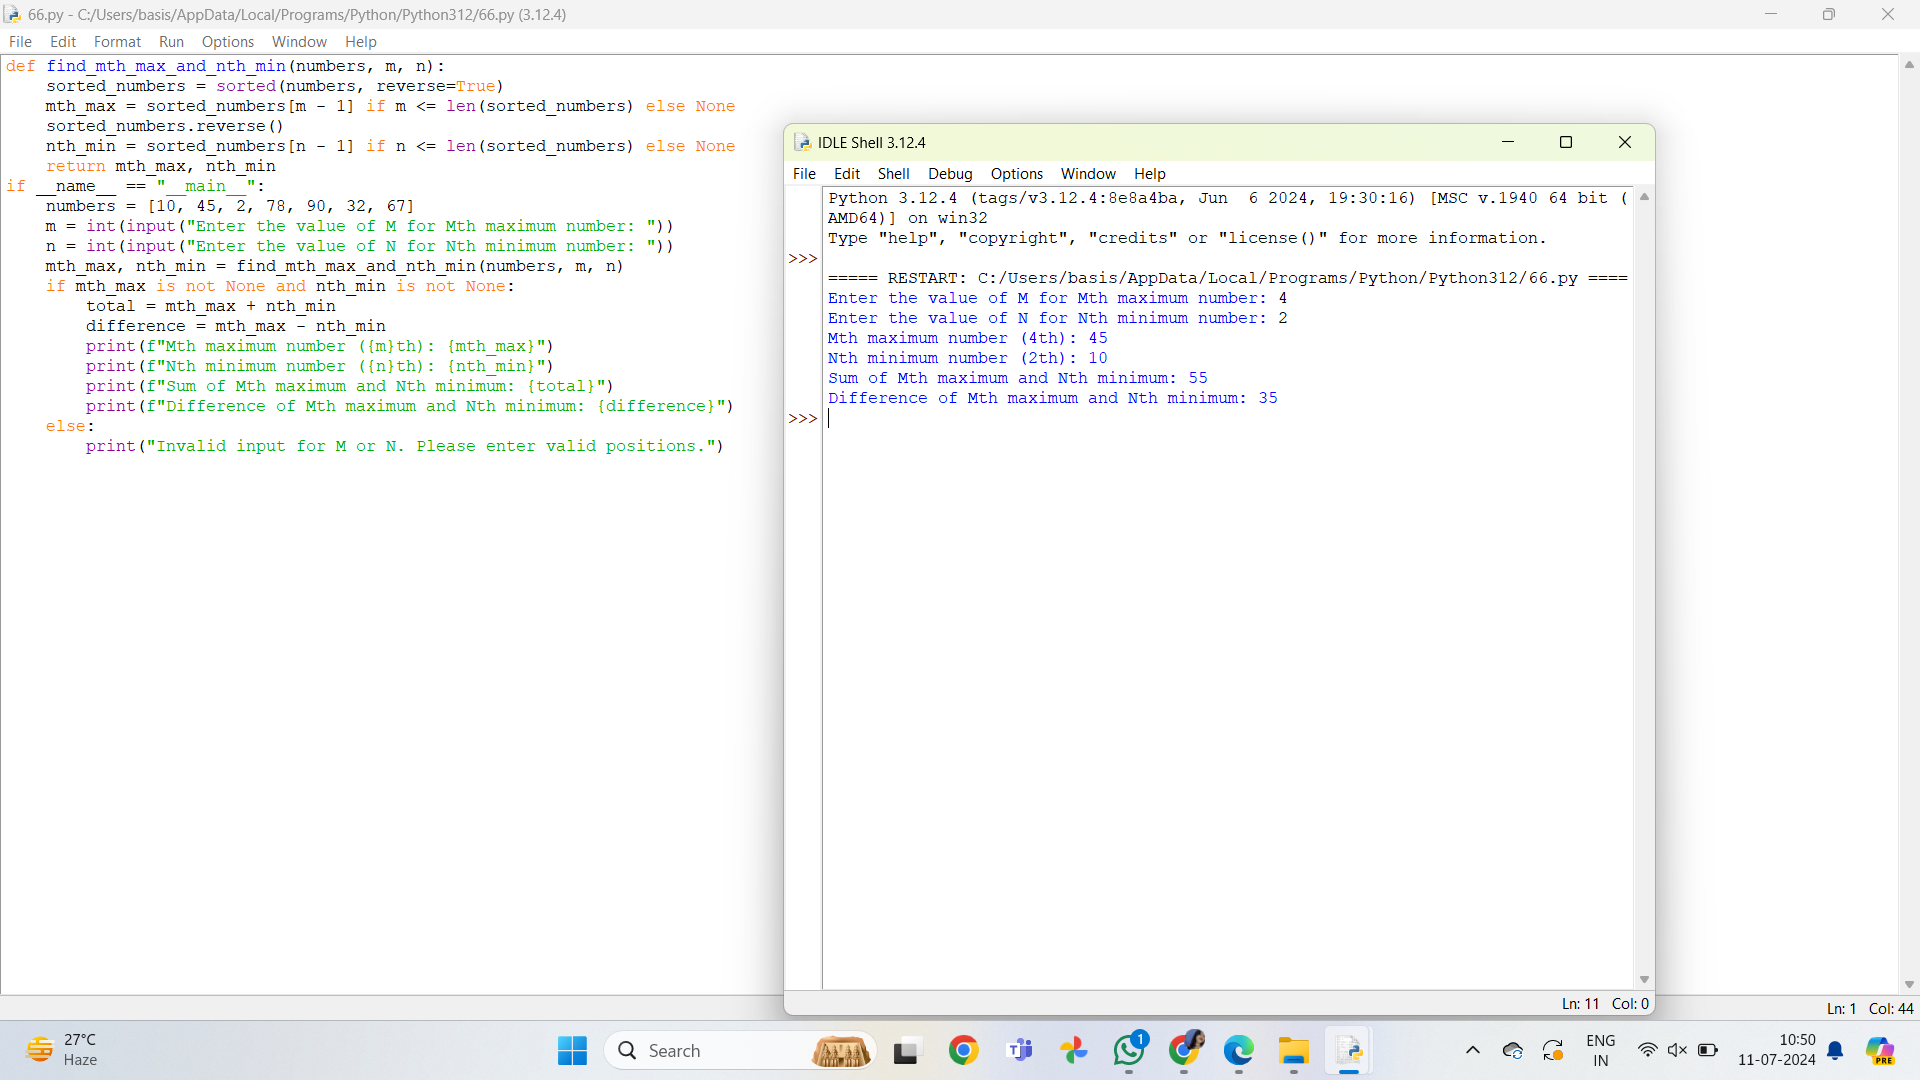 66.py - C:/Users/basis/AppData/Local/Programs/Python/Python312/66.py (3.12.4)
File Edit Format Run Options Window Help
def find_mth_max_and_nth_min(numbers, m, n):
    sorted_numbers = sorted(numbers, reverse=True)
    mth_max = sorted_numbers[m - 1] if m <= len(sorted_numbers) else None
    sorted_numbers.reverse()
    nth_min = sorted_numbers[n - 1] if n <= len(sorted_numbers) else None
    return mth_max, nth_min
if __name__ == "__main__":
    numbers = [10, 45, 2, 78, 90, 32, 67]
    m = int(input("Enter the value of M for Mth maximum number: "))
    n = int(input("Enter the value of N for Nth minimum number: "))
    mth_max, nth_min = find_mth_max_and_nth_min(numbers, m, n)
    if mth_max is not None and nth_min is not None:
        total = mth_max + nth_min
        difference = mth_max - nth_min
        print(f"Mth maximum number ({m}th): {mth_max}")
        print(f"Nth minimum number ({n}th): {nth_min}")
        print(f"Sum of Mth maximum and Nth minimum: {total}")
        print(f"Difference of Mth maximum and Nth minimum: {difference}")
    else:
        print("Invalid input for M or N. Please enter valid positions.")
IDLE Shell 3.12.4
File Edit Shell Debug Options Window Help
Python 3.12.4 (tags/v3.12.4:8e8a4ba, Jun  6 2024, 19:30:16) [MSC v.1940 64 bit (
AMD64)] on win32
Type "help", "copyright", "credits" or "license()" for more information.
>>>
===== RESTART: C:/Users/basis/AppData/Local/Programs/Python/Python312/66.py ====
Enter the value of M for Mth maximum number: 4
Enter the value of N for Nth minimum number: 2
Mth maximum number (4th): 45
Nth minimum number (2th): 10
Sum of Mth maximum and Nth minimum: 55
Difference of Mth maximum and Nth minimum: 35
>>>
Ln: 11 Col: 0
Ln: 1 Col: 44
27°C
Haze
Search
1
ENG
IN
10:50
11-07-2024
PRE